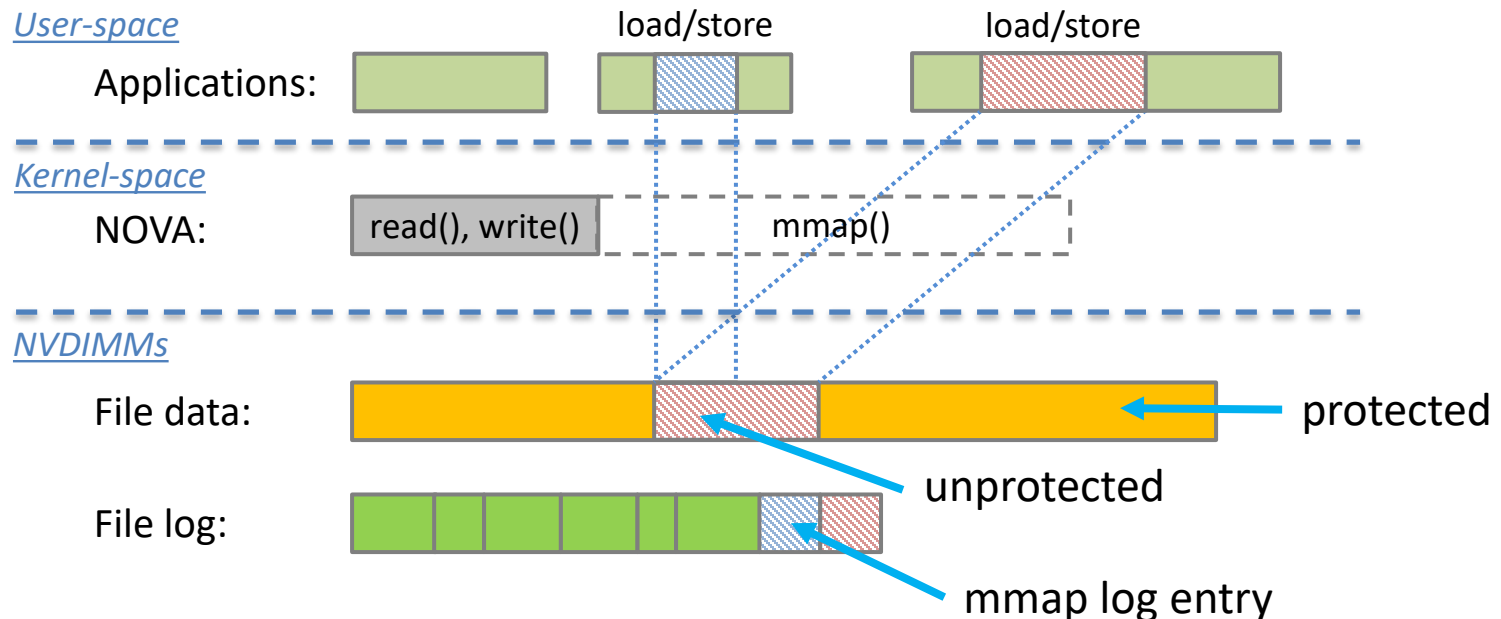 User-space
load/store
load/store
Applications:
Kernel-space
NOVA:
read(), write()
mmap()
NVDIMMs
File data:
protected
unprotected
File log:
mmap log entry